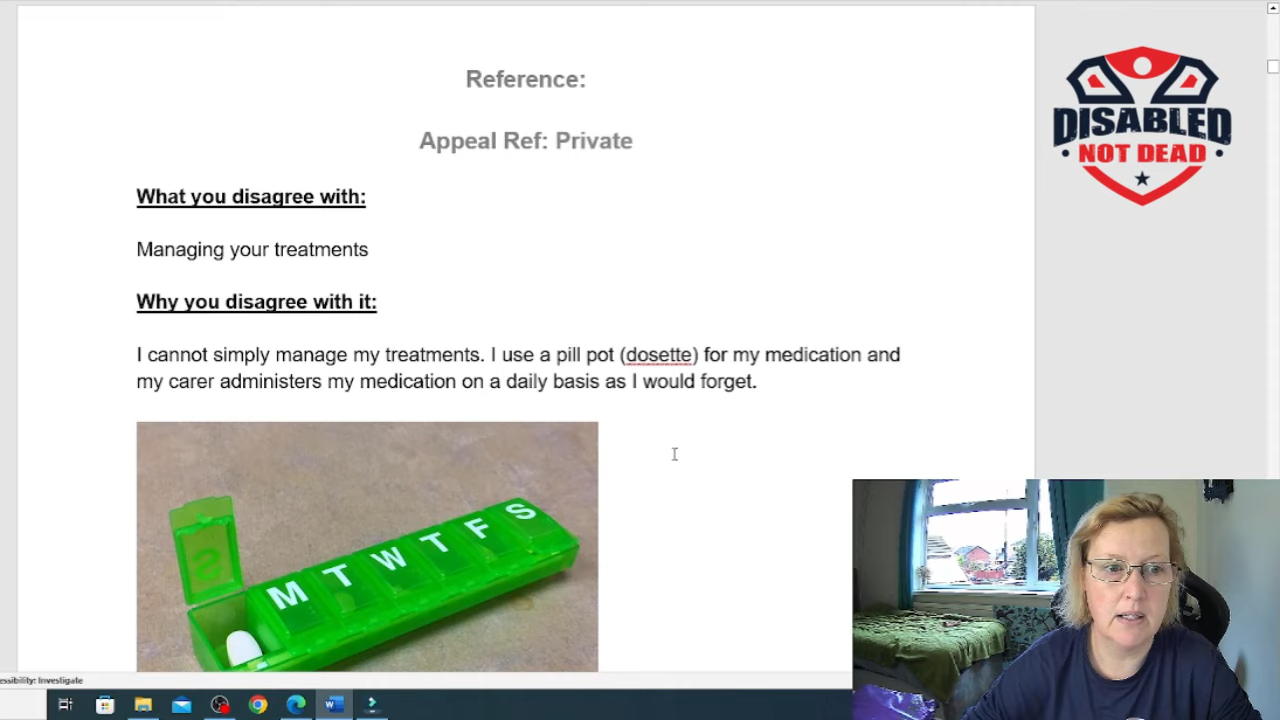 Reference:
Appeal Ref: Private
What you disagree with:
Managing your treatments
Why you disagree with it:
I cannot simply manage my treatments. I use a pill pot (dosette) for my medication and
my carer administers my medication on a daily basis as I would forget.
S M T W T F S
DISABLED
NOT DEAD
essibility: Investigate